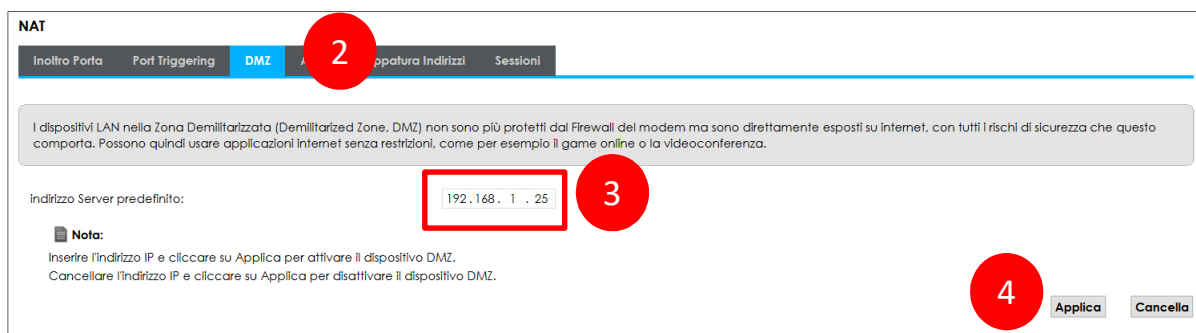 NAT
2
Inoltro Porta Port Triggering DMZ Indirizzi Sessioni
I dispositivi LAN nella Zona Demilitarizzata (Demilitarized Zone, DMZ) non sono più protetti dal Firewall del modem ma sono direttamente esposti su internet, con tutti i rischi di sicurezza che questo
comporta. Possono quindi usare applicazioni internet senza restrizioni, come per esempio il game online o la videoconferenza.
indirizzo Server predefinito: 192.168. 1 . 25
3
Nota:
Inserire l'indirizzo IP e cliccare su Applica per attivare il dispositivo DMZ.
Cancellare l'indirizzo IP e cliccare su Applica per disattivare il dispositivo DMZ.
4
Applica Cancella